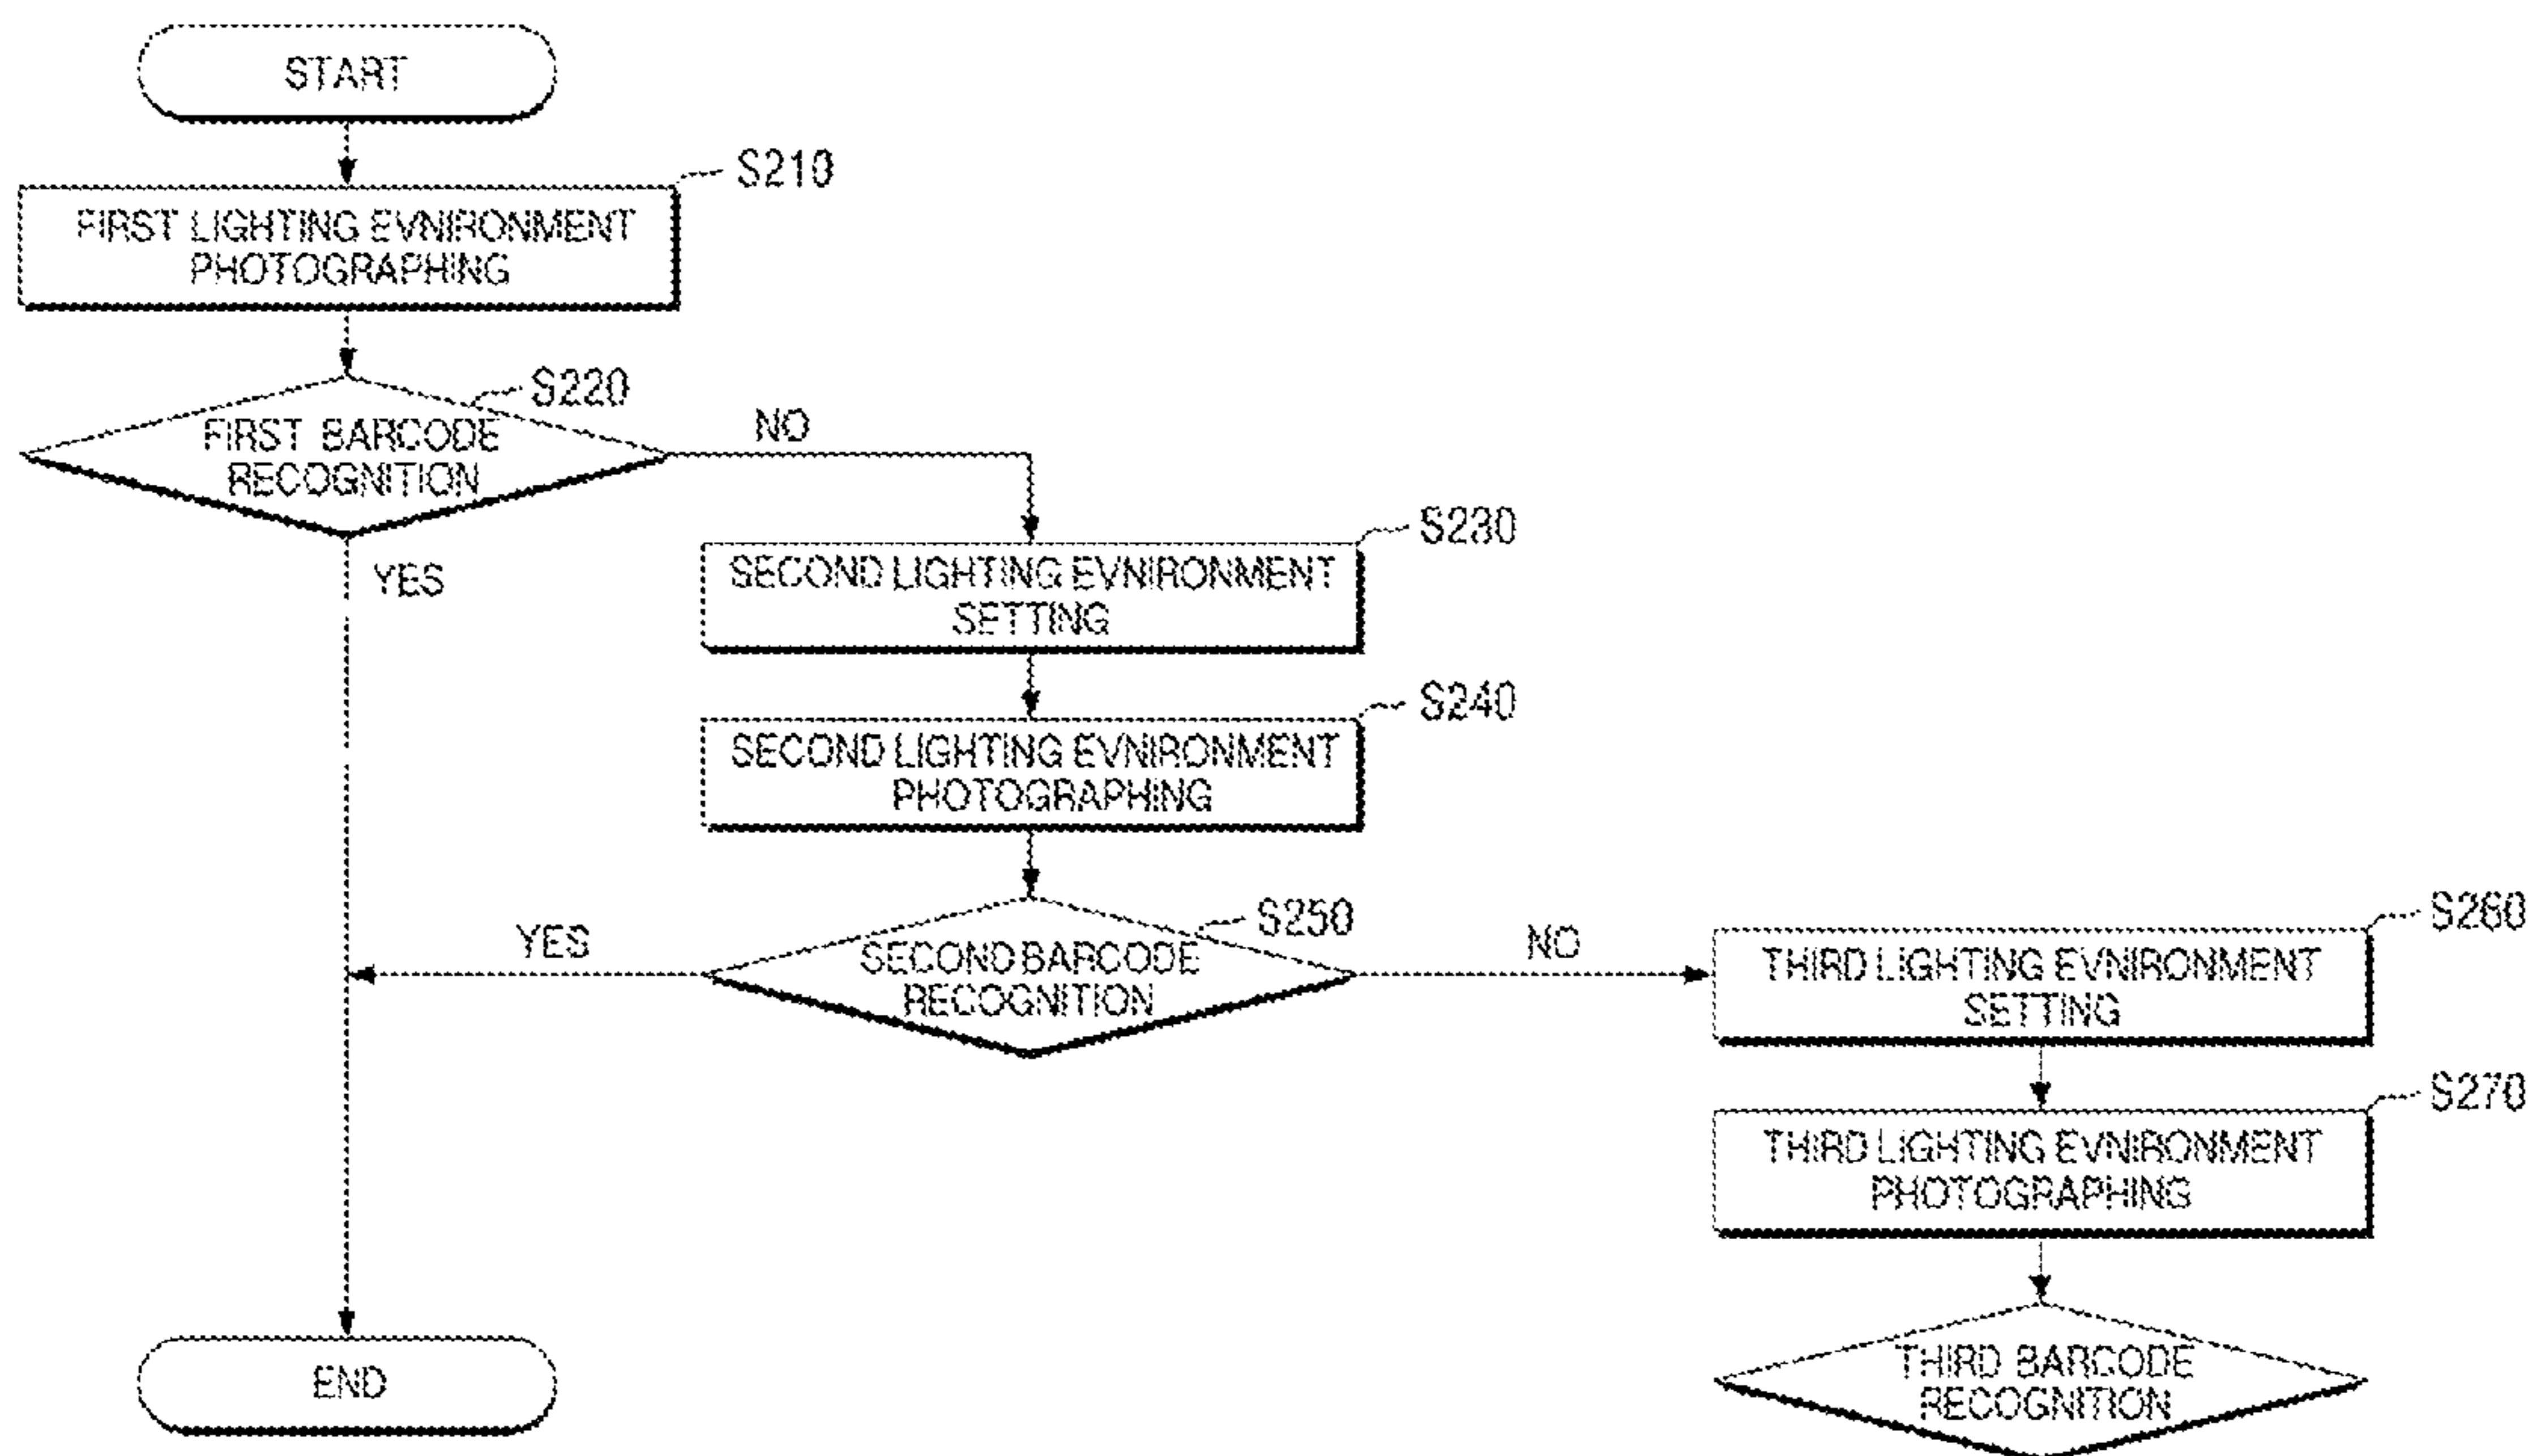 START
S210
FIRST LIGHTING EVNIRONMENT
PHOTOGRAPHING
S220
FIRST BARCODE
RECOGNITION
NO
YES
S230
SECOND LIGHTING EVNIRONMENT
SETTING
S240
SECOND LIGHTING EVNIRONMENT
PHOTOGRAPHING
S250
SECOND BARCODE
RECOGNITION
YES
NO
S260
THIRD LIGHTING EVNIRONMENT
SETTING
S270
THIRD LIGHTING EVNIRONMENT
PHOTOGRAPHING
THIRD BARCODE
RECOGNITION
END